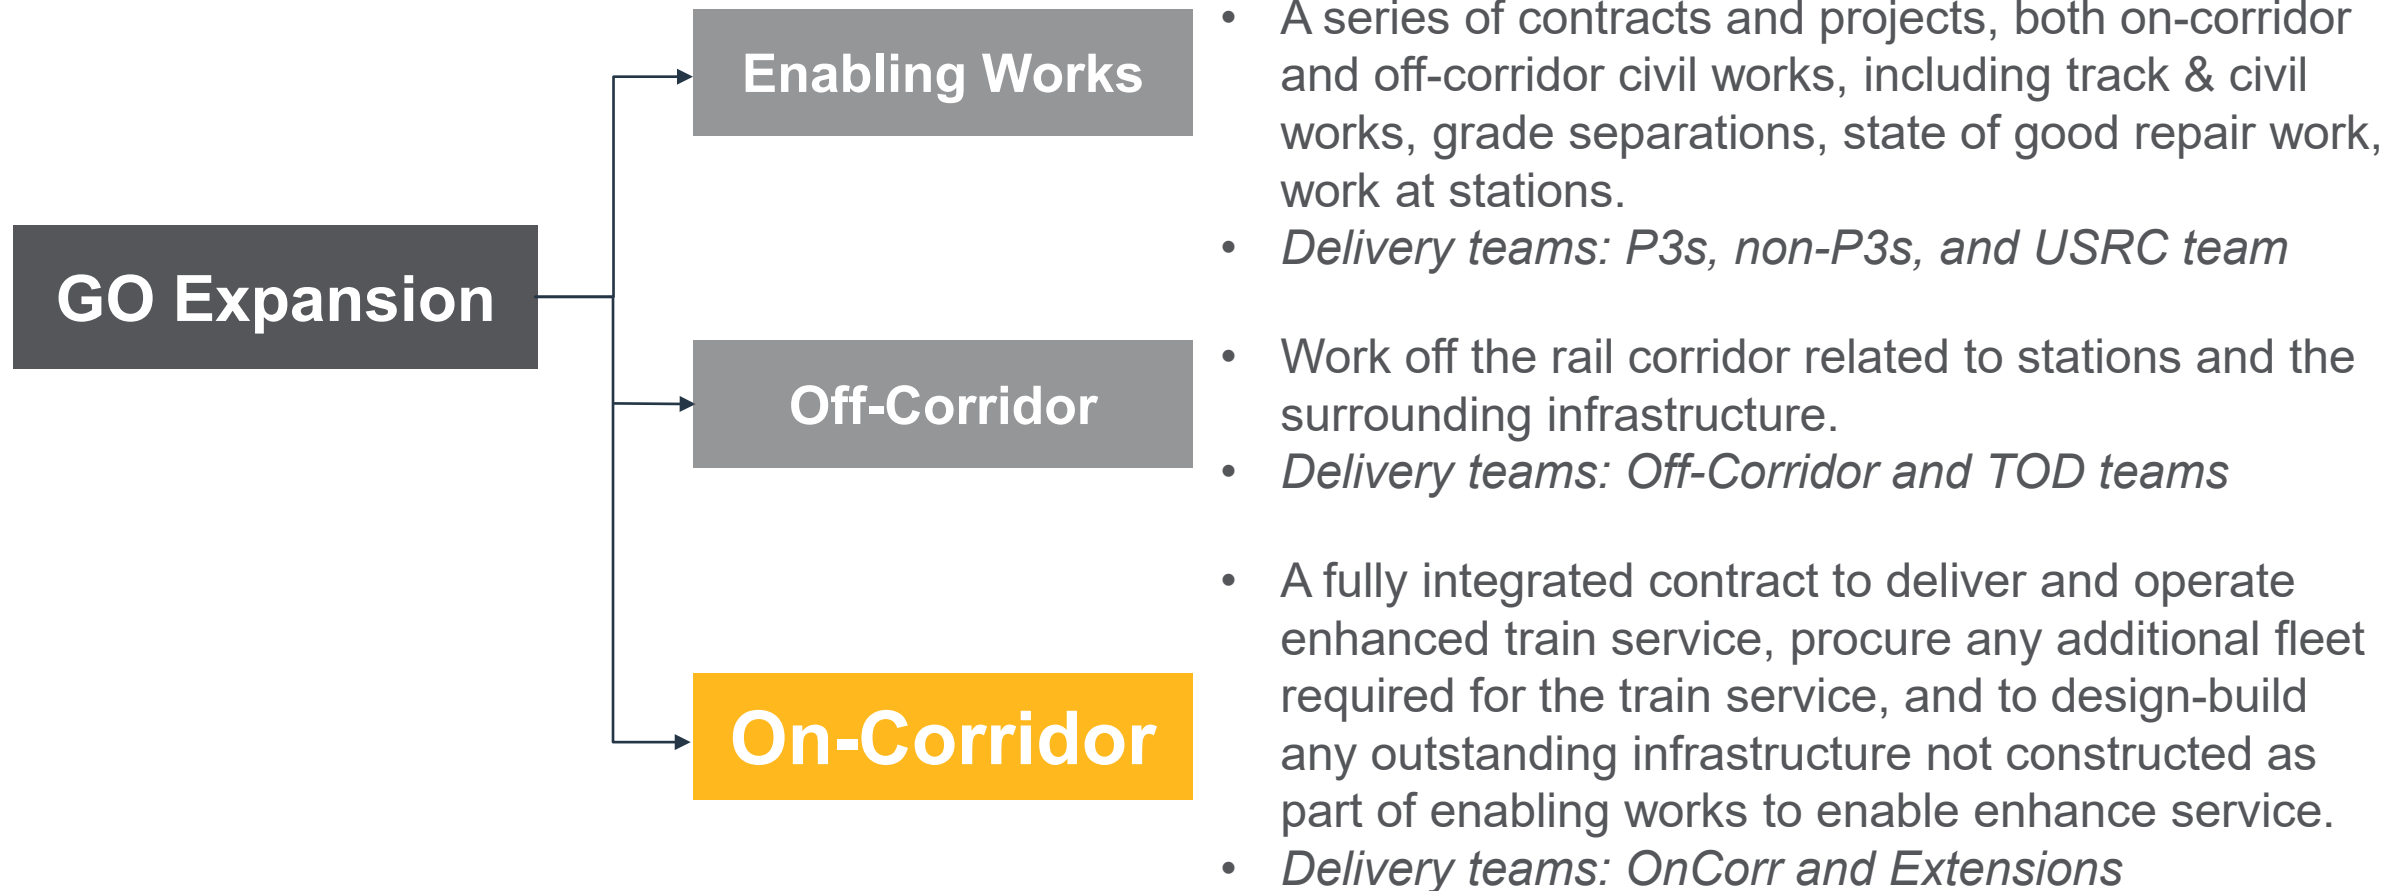 GO Expansion
Enabling Works
• A series of contracts and projects, both on-corridor
and off-corridor civil works, including track & civil
works, grade separations, state of good repair work,
work at stations.
• Delivery teams: P3s, non-P3s, and USRC team
Off-Corridor
• Work off the rail corridor related to stations and the
surrounding infrastructure.
• Delivery teams: Off-Corridor and TOD teams
On-Corridor
• A fully integrated contract to deliver and operate
enhanced train service, procure any additional fleet
required for the train service, and to design-build
any outstanding infrastructure not constructed as
part of enabling works to enable enhance service.
• Delivery teams: OnCorr and Extensions